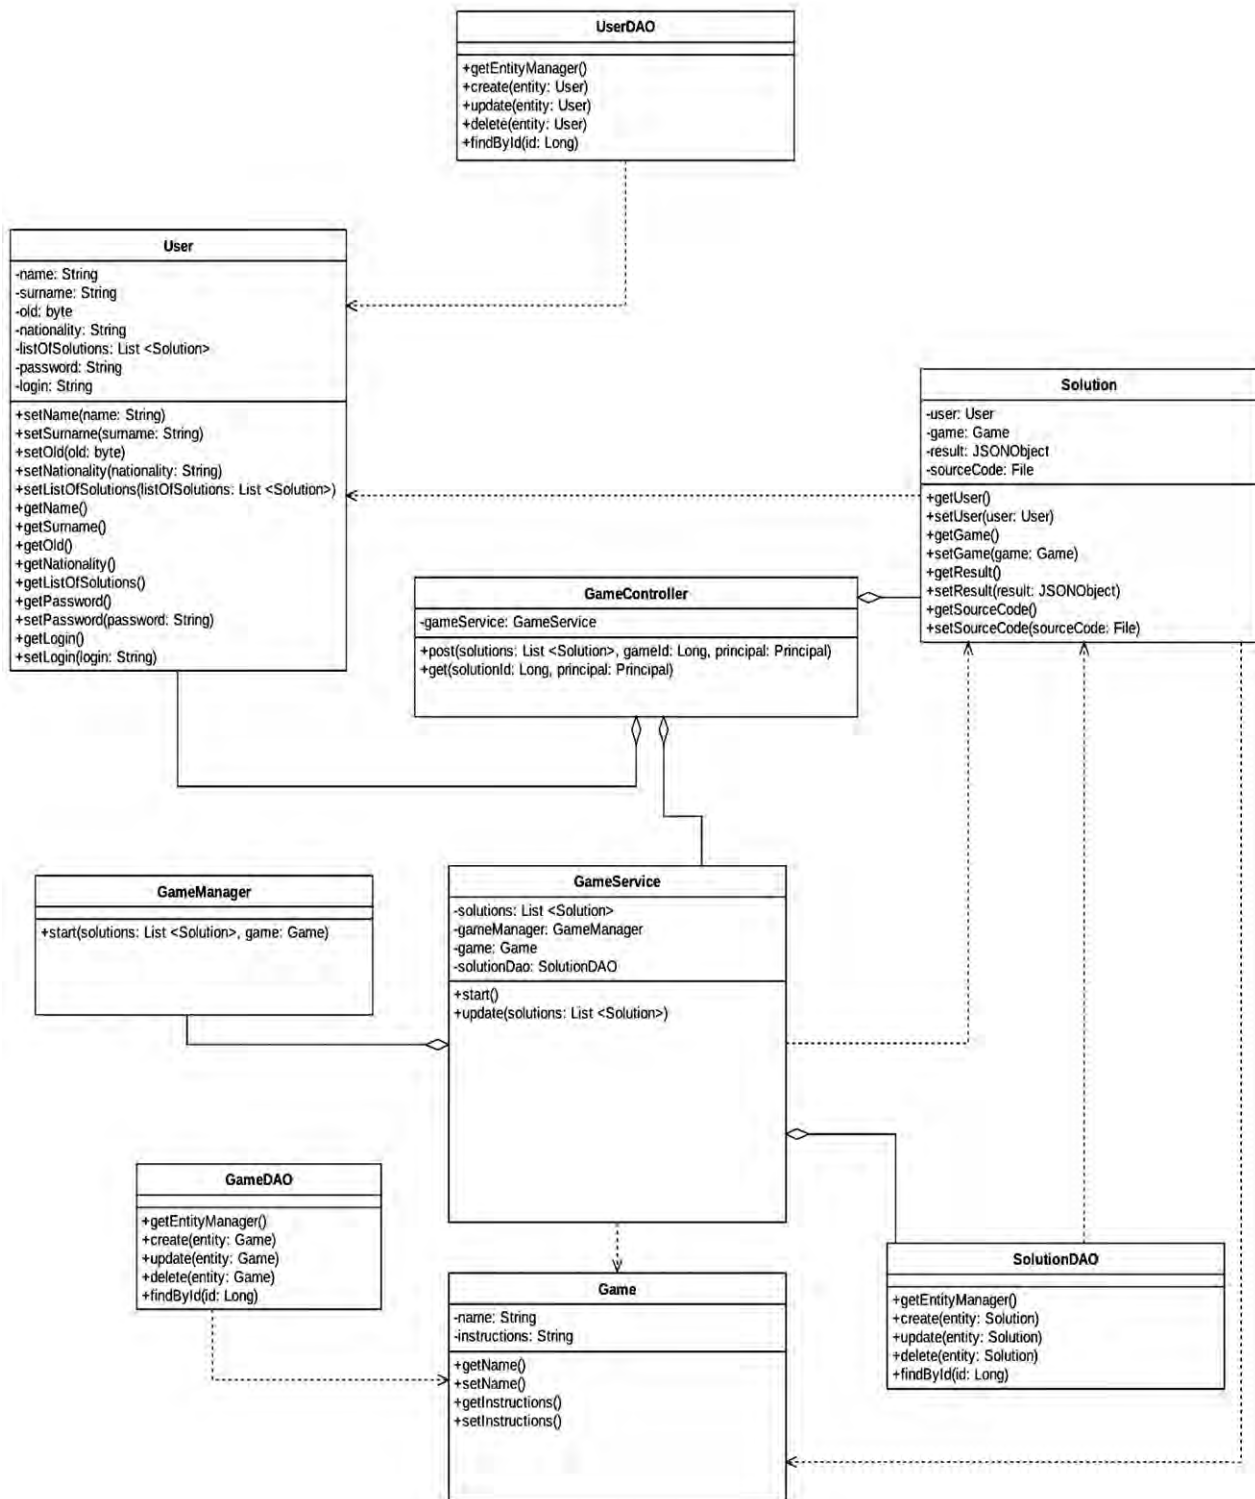 UserDAO
+getEntityManager()
+create(entity: User)
+update(entity: User)
+delete(entity: User)
+findById(id: Long)
User
-name: String
-surname: String
-old: byte
-nationality: String
-listOfSolutions: List <Solution>
-password: String
-login: String
+setName(name: String)
+setSurname(surname: String)
+setOld(old: byte)
+setNationality(nationality: String)
+setListOfSolutions(listOfSolutions: List <Solution>)
+getName()
+getSurname()
+getOld()
+getNationality()
+getListOfSolutions()
+getPassword()
+setPassword(password: String)
+getLogin()
+setLogin(login: String)
Solution
-user: User
-game: Game
-result: JSONObject
-sourceCode: File
+getUser()
+setUser(user: User)
+getGame()
+setGame(game: Game)
+getResult()
+setResult(result: JSONObject)
+getSourceCode()
+setSourceCode(sourceCode: File)
GameController
-gameService: GameService
+post(solutions: List <Solution>, gameId: Long, principal: Principal)
+get(solutionId: Long, principal: Principal)
GameManager
+start(solutions: List <Solution>, game: Game)
GameService
-solutions: List <Solution>
-gameManager: GameManager
-game: Game
-solutionDao: SolutionDAO
+start()
+update(solutions: List <Solution>)
GameDAO
+getEntityManager()
+create(entity: Game)
+update(entity: Game)
+delete(entity: Game)
+findById(id: Long)
Game
-name: String
-instructions: String
+getName()
+setName()
+getInstructions()
+setInstructions()
SolutionDAO
+getEntityManager()
+create(entity: Solution)
+update(entity: Solution)
+delete(entity: Solution)
+findById(id: Long)